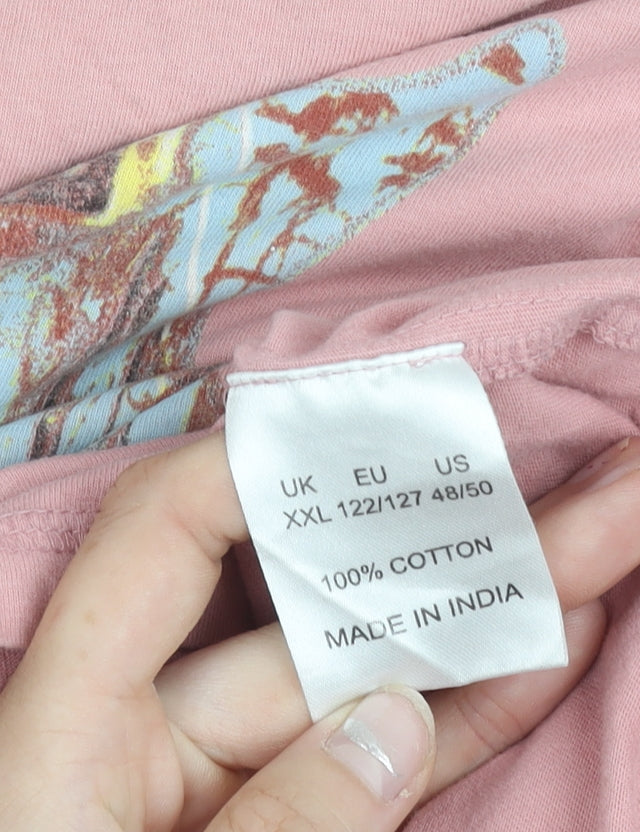 UK EU US
XXL 122/127 48/50
100% COTTON
MADE IN INDIA